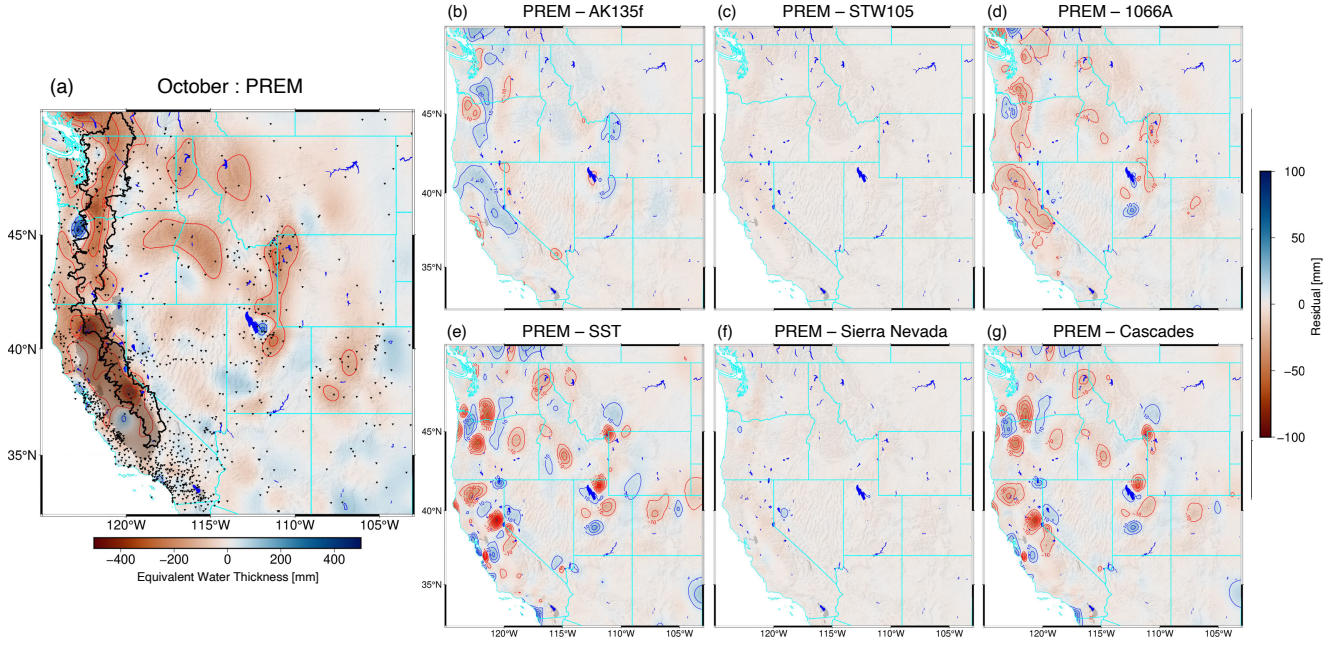 (a) October : PREM
45°N
40°N
35°N
120°W 115°W 110°W 105°W
−400 −200 0 200 400
Equivalent Water Thickness [mm]
(b) PREM – AK135f
(c) PREM – STW105
(d) PREM – 1066A
45°N
40°N
35°N
(e) PREM – SST
(f) PREM – Sierra Nevada
(g) PREM – Cascades
45°N
40°N
35°N
120°W 115°W 110°W 105°W
120°W 115°W 110°W 105°W
120°W 115°W 110°W 105°W
100
50
0
−50
−100
Residual [mm]